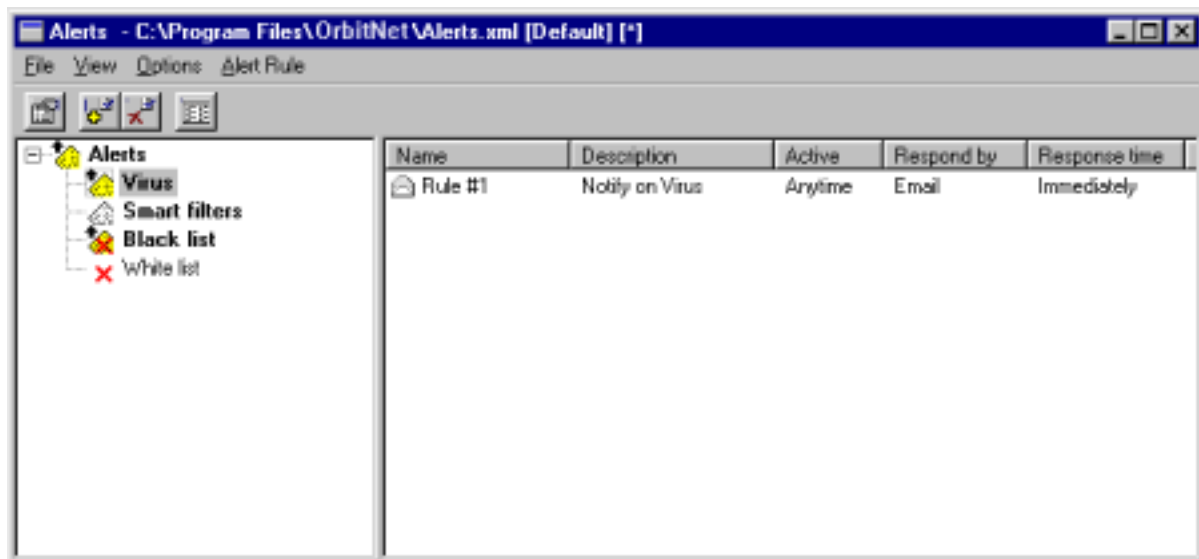 Alerts - C:\Program Files\OrbitNet\Alerts.xml [Default] [*]
File View Options Alert Rule
Alerts
Virus
Smart filters
Black list
White list
Name Description Active Respond by Response time
Rule #1 Notify on Virus Anytime Email Immediately